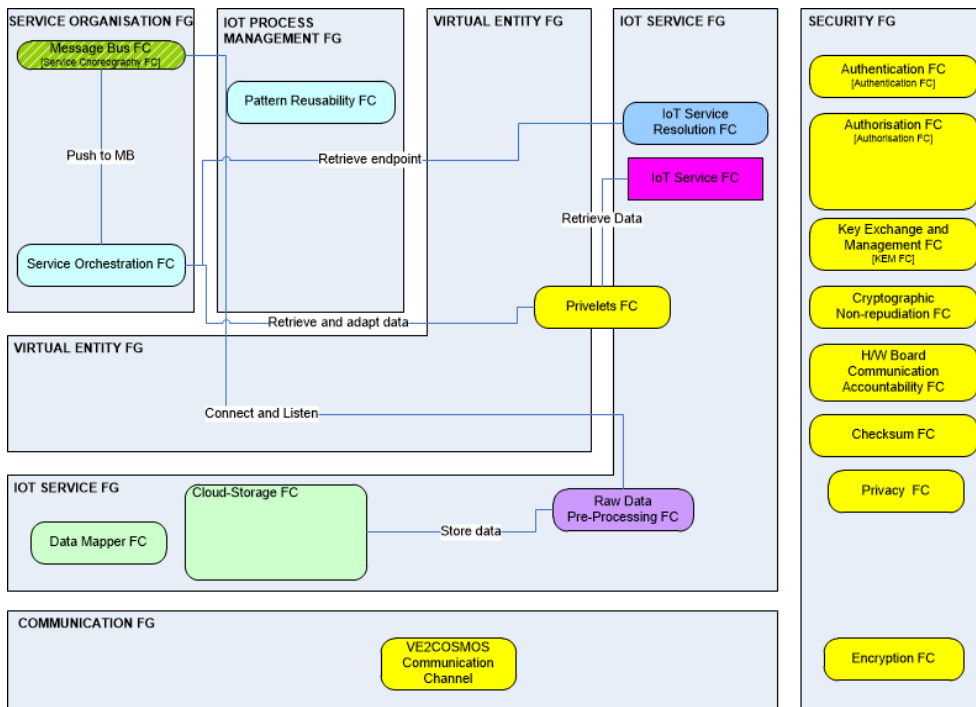 SERVICE ORGANISATION FG
Message Bus FC
[Service Choreography FC]
Push to MB
Service Orchestration FC
IOT PROCESS
MANAGEMENT FG
Pattern Reusability FC
VIRTUAL ENTITY FG
Retrieve endpoint
IOT SERVICE FG
IoT Service
Resolution FC
IoT Service FC
Retrieve Data
Privelets FC
Retrieve and adapt data
VIRTUAL ENTITY FG
Connect and Listen
IOT SERVICE FG
Cloud-Storage FC
Data Mapper FC
Store data
Raw Data
Pre-Processing FC
COMMUNICATION FG
VE2COSMOS
Communication
Channel
SECURITY FG
Authentication FC
[Authentication FC]
Authorisation FC
[Authorisation FC]
Key Exchange and
Management FC
[KEM FC]
Cryptographic
Non-repudiation FC
H/W Board
Communication
Accountability FC
Checksum FC
Privacy FC
Encryption FC